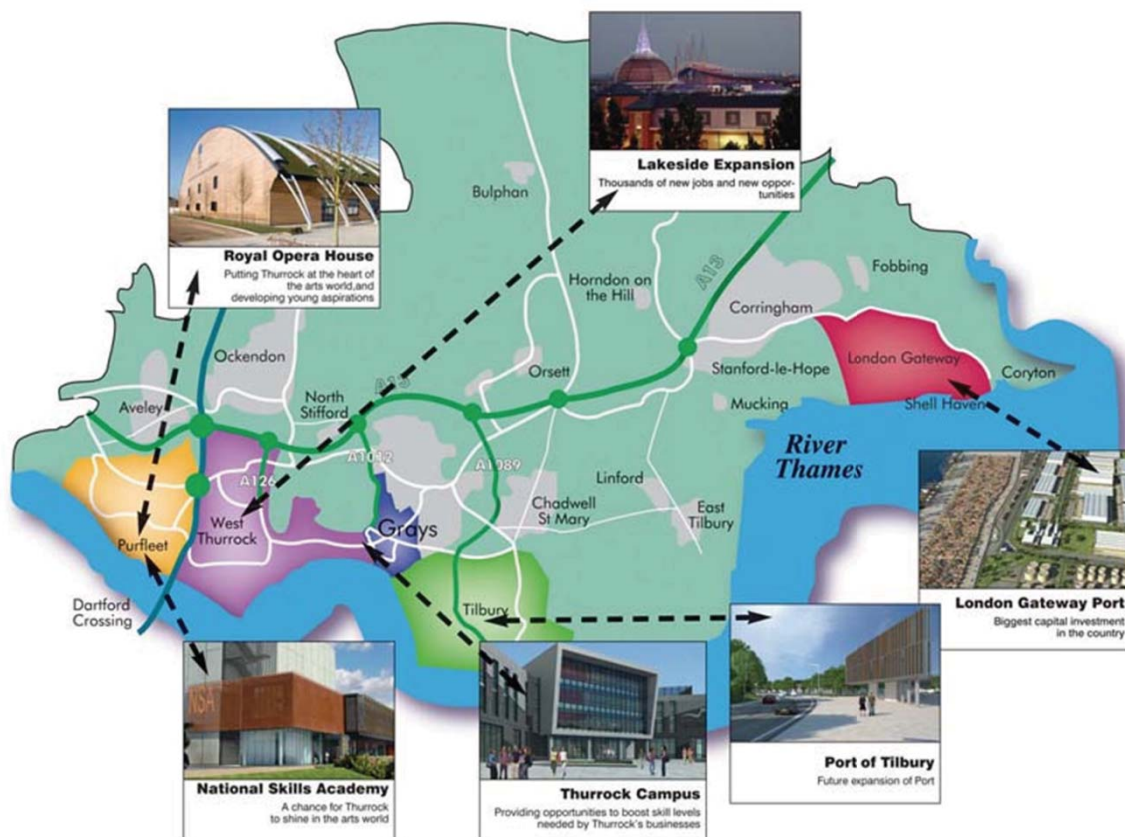 Lakeside Expansion
Thousands of new jobs and new oppor-
tunities
Royal Opera House
Putting Thurrock at the heart of
the arts world,and
developing young aspirations
Bulphan
Horndon on
the Hill
A13
Fobbing
Corringham
Ockendon
London Gateway
Stanford-le-Hope
Coryton
Orsett
A13
North
Stifford
Aveley
Mucking
Shell Haven
River
Thames
A1012
A1089
A126
Linford
West
Thurrock
Grays
Chadwell
St Mary
East
Tilbury
Purfleet
Dartford
Crossing
Tilbury
London Gateway Port
Biggest capital investment
in the country
NSA
National Skills Academy
A chance for Thurrock
to shine in the arts world
Thurrock Campus
Providing opportunities to boost skill levels
needed by Thurrock's businesses
Port of Tilbury
Future expansion of Port